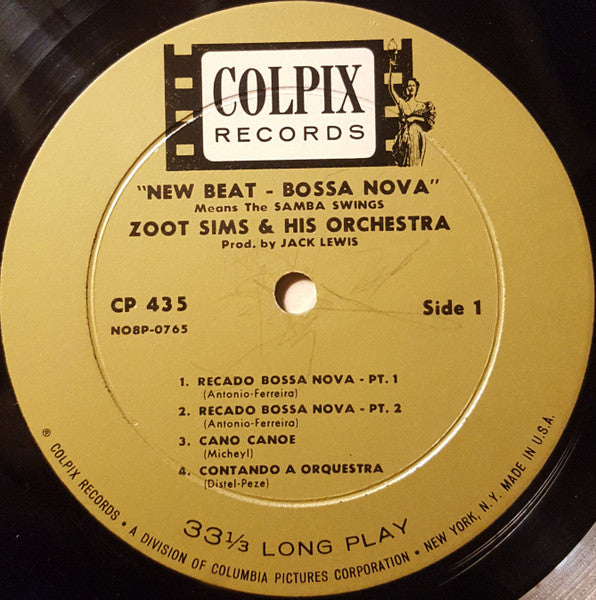 COLPIX
RECORDS
"NEW BEAT - BOSSA NOVA"
Means The SAMBA SWINGS
ZOOT SIMS & HIS ORCHESTRA
Prod. by JACK LEWIS
CP 435
NO8P-0765
Side 1
1. RECADO BOSSA NOVA - PT. 1
(Antonio-Ferreira)
2. RECADO BOSSA NOVA - PT. 2
(Antonio-Ferreira)
3. CANO CANOE
(Micheyl)
4. CONTANDO A ORQUESTRA
(Distel-Peze)
33⅓ LONG PLAY
® COLPIX RECORDS • A DIVISION OF COLUMBIA PICTURES CORPORATION • NEW YORK, N.Y. MADE IN U.S.A.